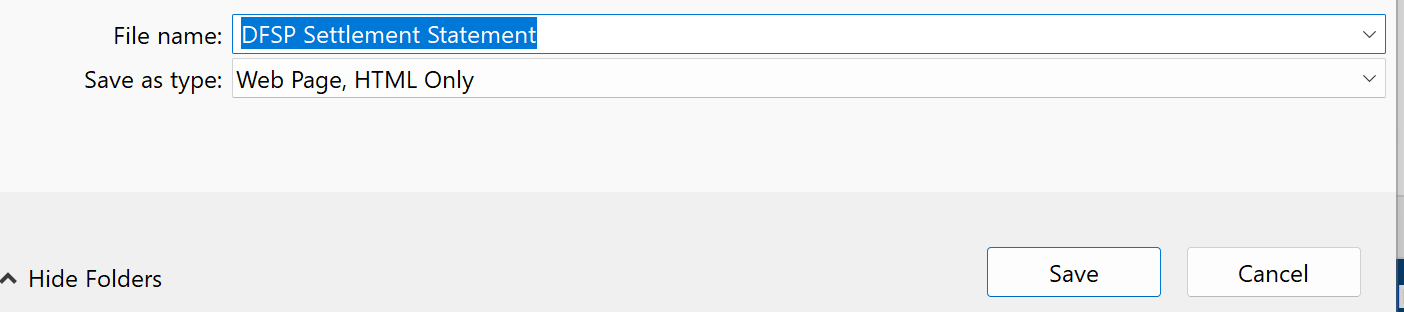 File name: DFSP Settlement Statement
Save as type: Web Page, HTML Only
Hide Folders
Save
Cancel